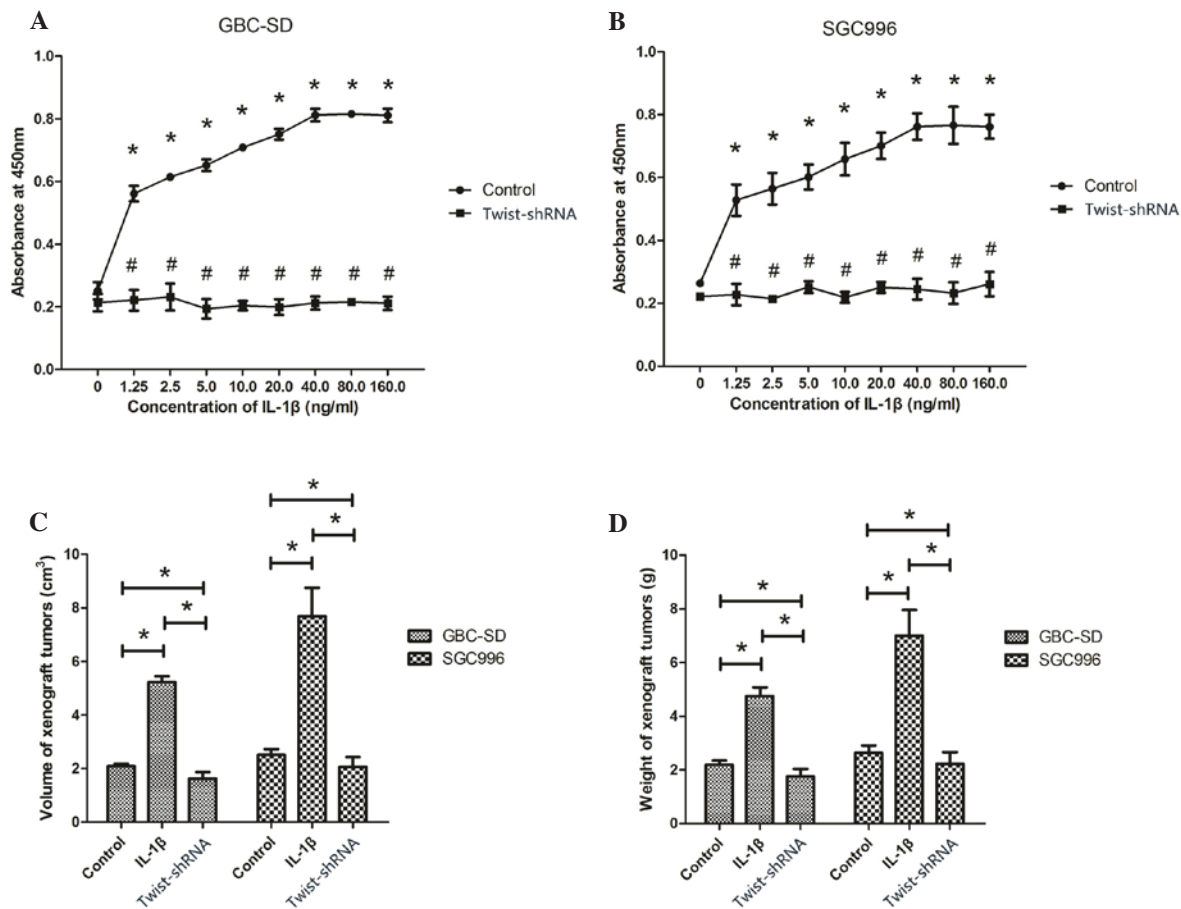 A
GBC-SD
1.0
0.8
0.6
0.4
0.2
0.0
Absorbance at 450nm
* * * * * * * *
# # # # # # # #
0 1.25 2.5 5.0 10.0 20.0 40.0 80.0 160.0
Concentration of IL-1β (ng/ml)
Control
Twist-shRNA
B
SGC996
1.0
0.8
0.6
0.4
0.2
0.0
Absorbance at 450nm
* * * * * * * *
# # # # # # # #
0 1.25 2.5 5.0 10.0 20.0 40.0 80.0 160.0
Concentration of IL-1β (ng/ml)
Control
Twist-shRNA
C
10
8
6
4
2
0
Volume of xenograft tumors (cm³)
* * *
* * *
Control IL-1β Twist-shRNA Control IL-1β Twist-shRNA
GBC-SD
SGC996
D
10
8
6
4
2
0
Weight of xenograft tumors (g)
* * *
* * *
Control IL-1β Twist-shRNA Control IL-1β Twist-shRNA
GBC-SD
SGC996